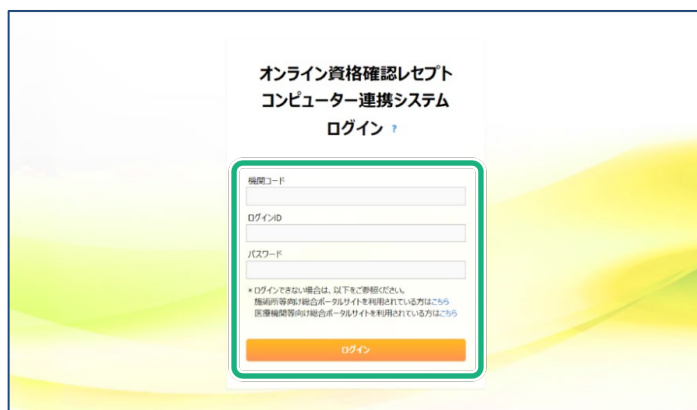 オンライン資格確認レセプト
コンピューター連携システム
ログイン ?
機関コード
ログインID
パスワード
* ログインできない場合は、以下をご参照ください。
施術所等向け総合ポータルサイトを利用されている方はこちら
医療機関等向け総合ポータルサイトを利用されている方はこちら
ログイン